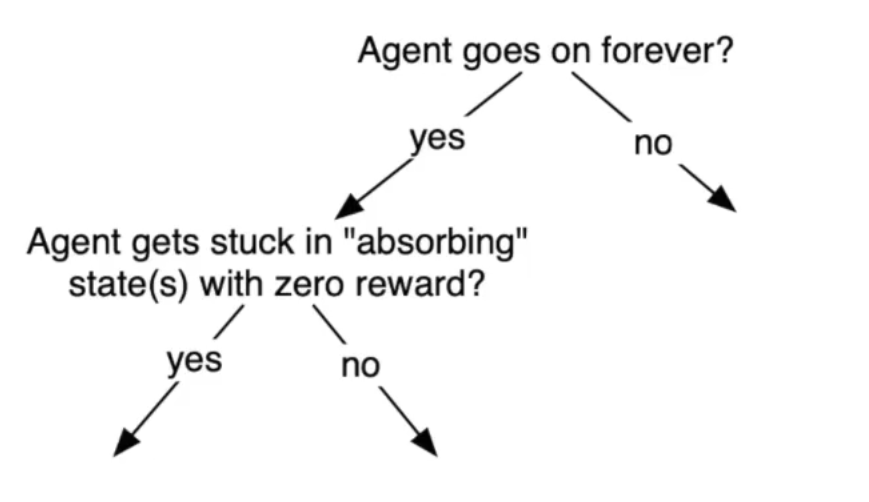 Agent goes on forever?
yes
no
Agent gets stuck in "absorbing"
state(s) with zero reward?
yes
no